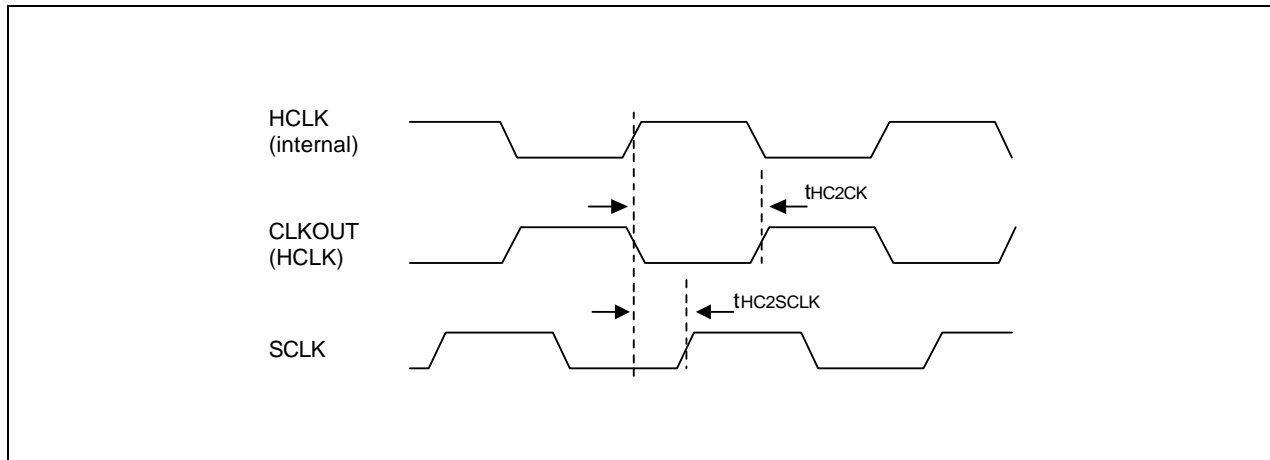 HCLK
(internal)
tHC2CK
CLKOUT
(HCLK)
tHC2SCLK
SCLK